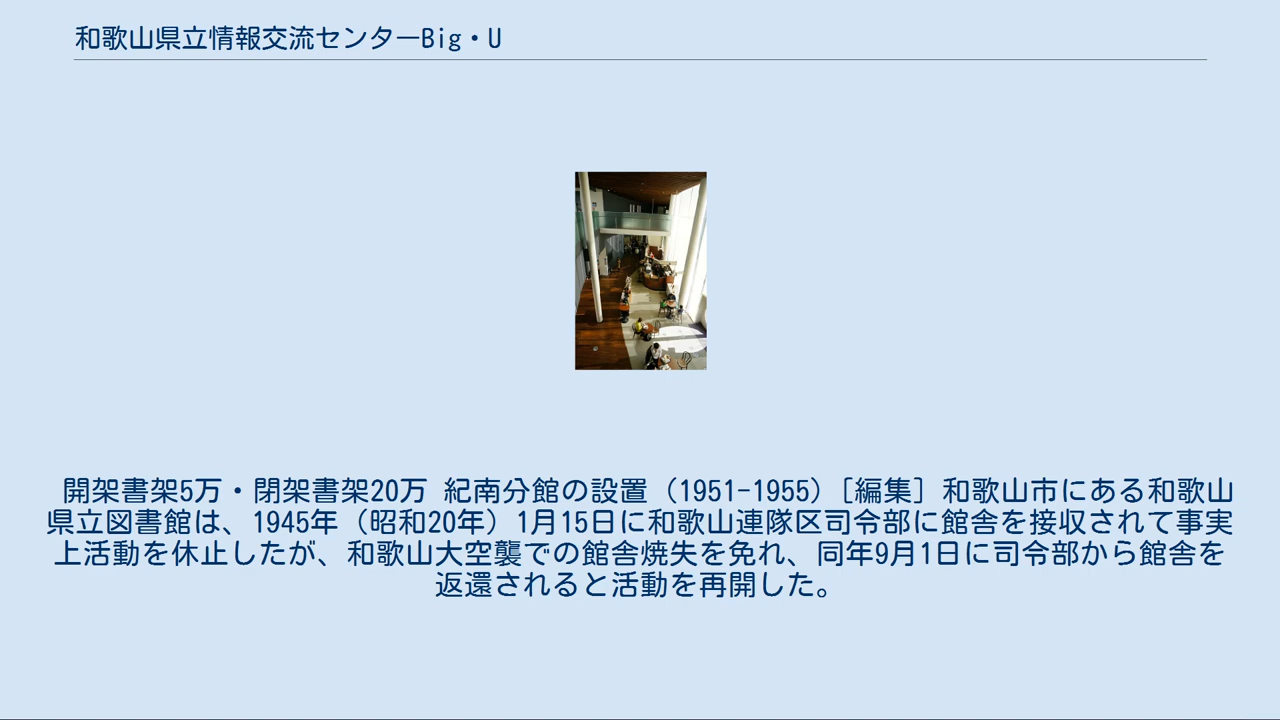 和歌山県立情報交流センターBig・U
開架書架5万・閉架書架20万 紀南分館の設置（1951-1955）[編集] 和歌山市にある和歌山
県立図書館は、1945年（昭和20年）1月15日に和歌山連隊区司令部に館舎を接収されて事実
上活動を休止したが、和歌山大空襲での館舎焼失を免れ、同年9月1日に司令部から館舎を
返還されると活動を再開した。